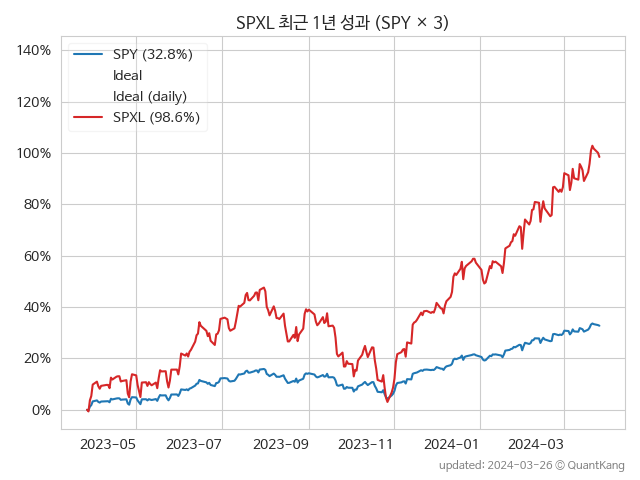 SPXL 최근 1년 성과 (SPY × 3)
140%
120%
100%
80%
60%
40%
20%
0%
SPY (32.8%)
Ideal
Ideal (daily)
SPXL (98.6%)
2023-05
2023-07
2023-09
2023-11
2024-01
2024-03
updated: 2024-03-26 © QuantKang